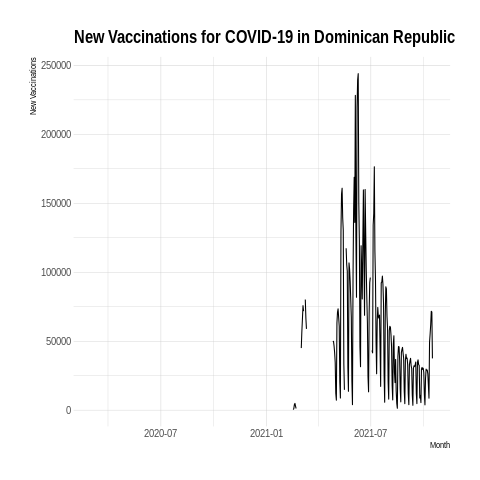 New Vaccinations for COVID-19 in Dominican Republic
New Vaccinations
250000
200000
150000
100000
50000
0
2020-07 2021-01 2021-07
Month